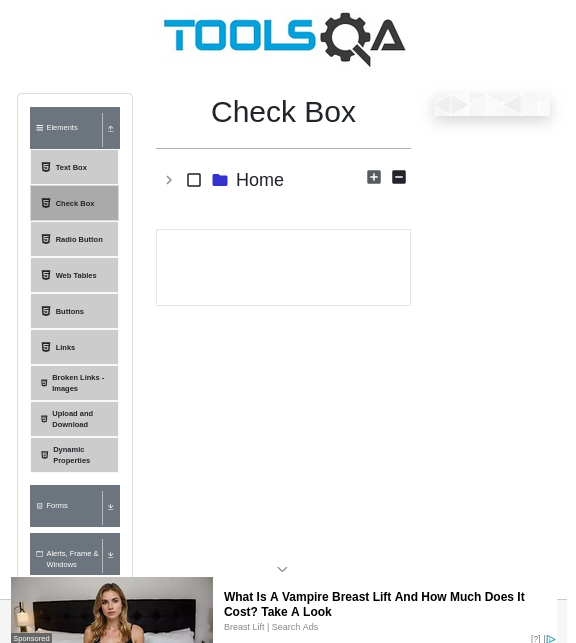 TOOLSQA
Elements
Text Box
Check Box
Radio Button
Web Tables
Buttons
Links
Broken Links -
Images
Upload and
Download
Dynamic
Properties
Forms
Alerts, Frame &
Windows
Check Box
Home
Sponsored
What Is A Vampire Breast Lift And How Much Does It
Cost? Take A Look
Breast Lift | Search Ads
[?]